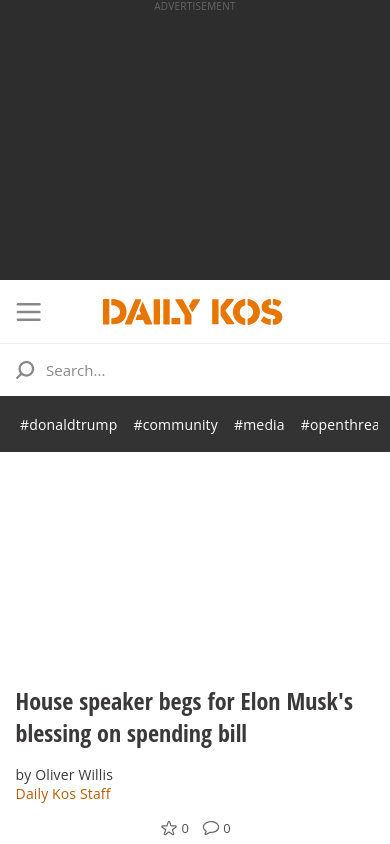 ADVERTISEMENT
DAILY KOS
Search...
#donaldtrump #community #media #openthrea
House speaker begs for Elon Musk's
blessing on spending bill
by Oliver Willis
Daily Kos Staff
0 0